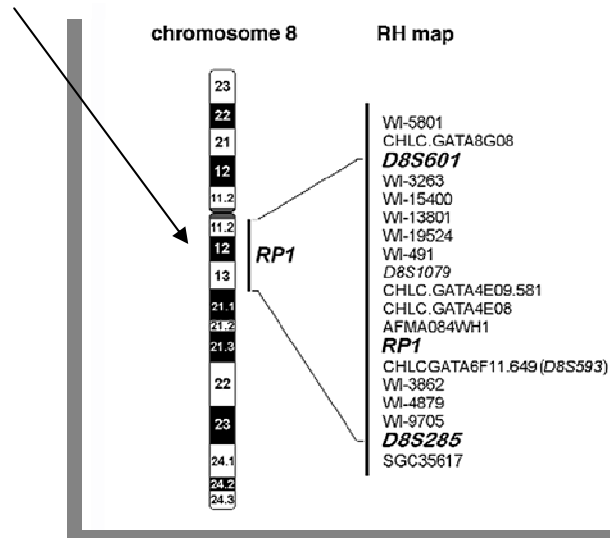 chromosome 8
RH map
23
22
21
12
11.2
11.2
12
13
21.1
21.2
21.3
22
23
24.1
24.2
24.3
RP1
WI-5801
CHLC.GATA8G08
D8S601
WI-3263
WI-15400
WI-13801
WI-19524
WI-491
D8S1079
CHLC.GATA4E09.581
CHLC.GATA4E08
AFMA084WH1
RP1
CHLCGATA6F11.649(D8S593)
WI-3862
WI-4879
WI-9705
D8S285
SGC35617